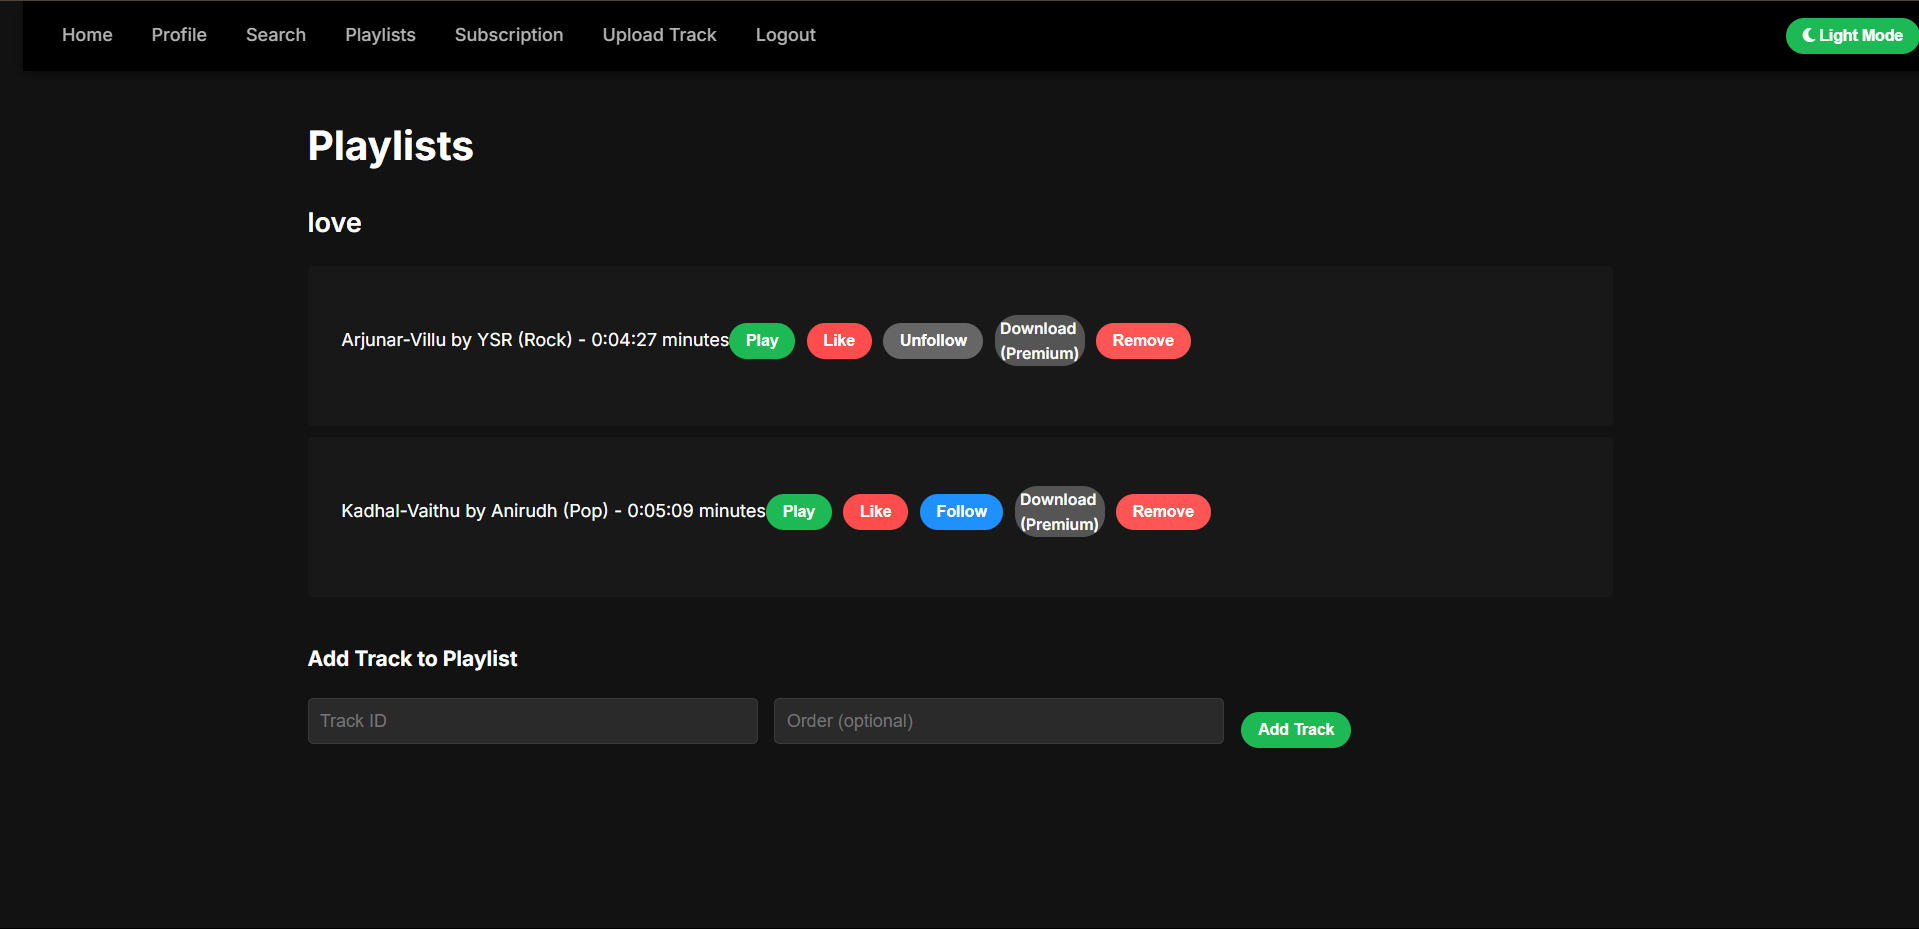 Home Profile Search Playlists Subscription Upload Track Logout Light Mode
Playlists
love
Arjunar-Villu by YSR (Rock) - 0:04:27 minutes Play Like Unfollow Download (Premium) Remove
Kadhal-Vaithu by Anirudh (Pop) - 0:05:09 minutes Play Like Follow Download (Premium) Remove
Add Track to Playlist
Track ID Order (optional) Add Track